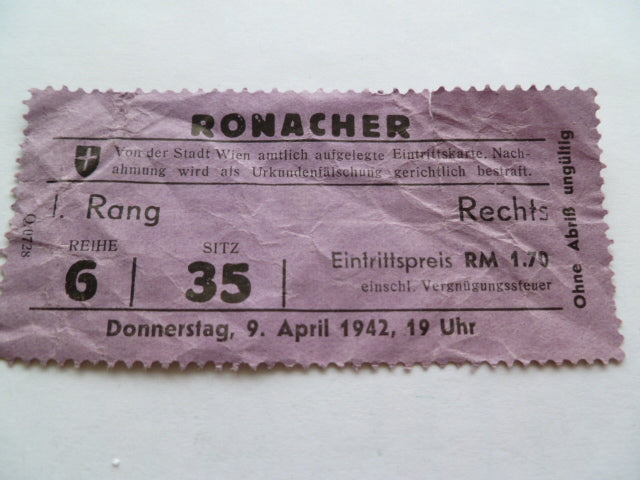 RONACHER
Von der Stadt Wien amtlich aufgelegte Eintrittskarte. Nach-
ahmung wird als Urkundenfälschung gerichtlich bestraft.
I. Rang Rechts
REIHE SITZ
6 35
Eintrittspreis RM 1.70
einschl. Vergnügungssteuer
Donnerstag, 9. April 1942, 19 Uhr
Ohne Abriß ungültig